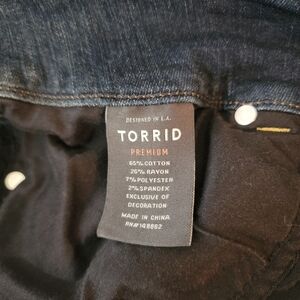 DESIGNED IN L.A.
TORRID
PREMIUM
65% COTTON
26% RAYON
7% POLYESTER
2% SPANDEX
EXCLUSIVE OF
DECORATION
MADE IN CHINA
RN#148862